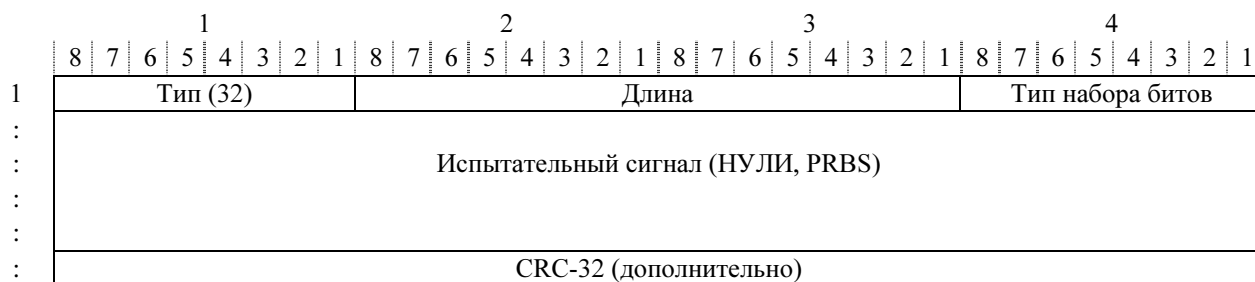 1 2 3 4
8 7 6 5 4 3 2 1 8 7 6 5 4 3 2 1 8 7 6 5 4 3 2 1 8 7 6 5 4 3 2 1
1 Тип (32) Длина Тип набора битов
:
: Испытательный сигнал (НУЛИ, PRBS)
:
:
: CRC-32 (дополнительно)